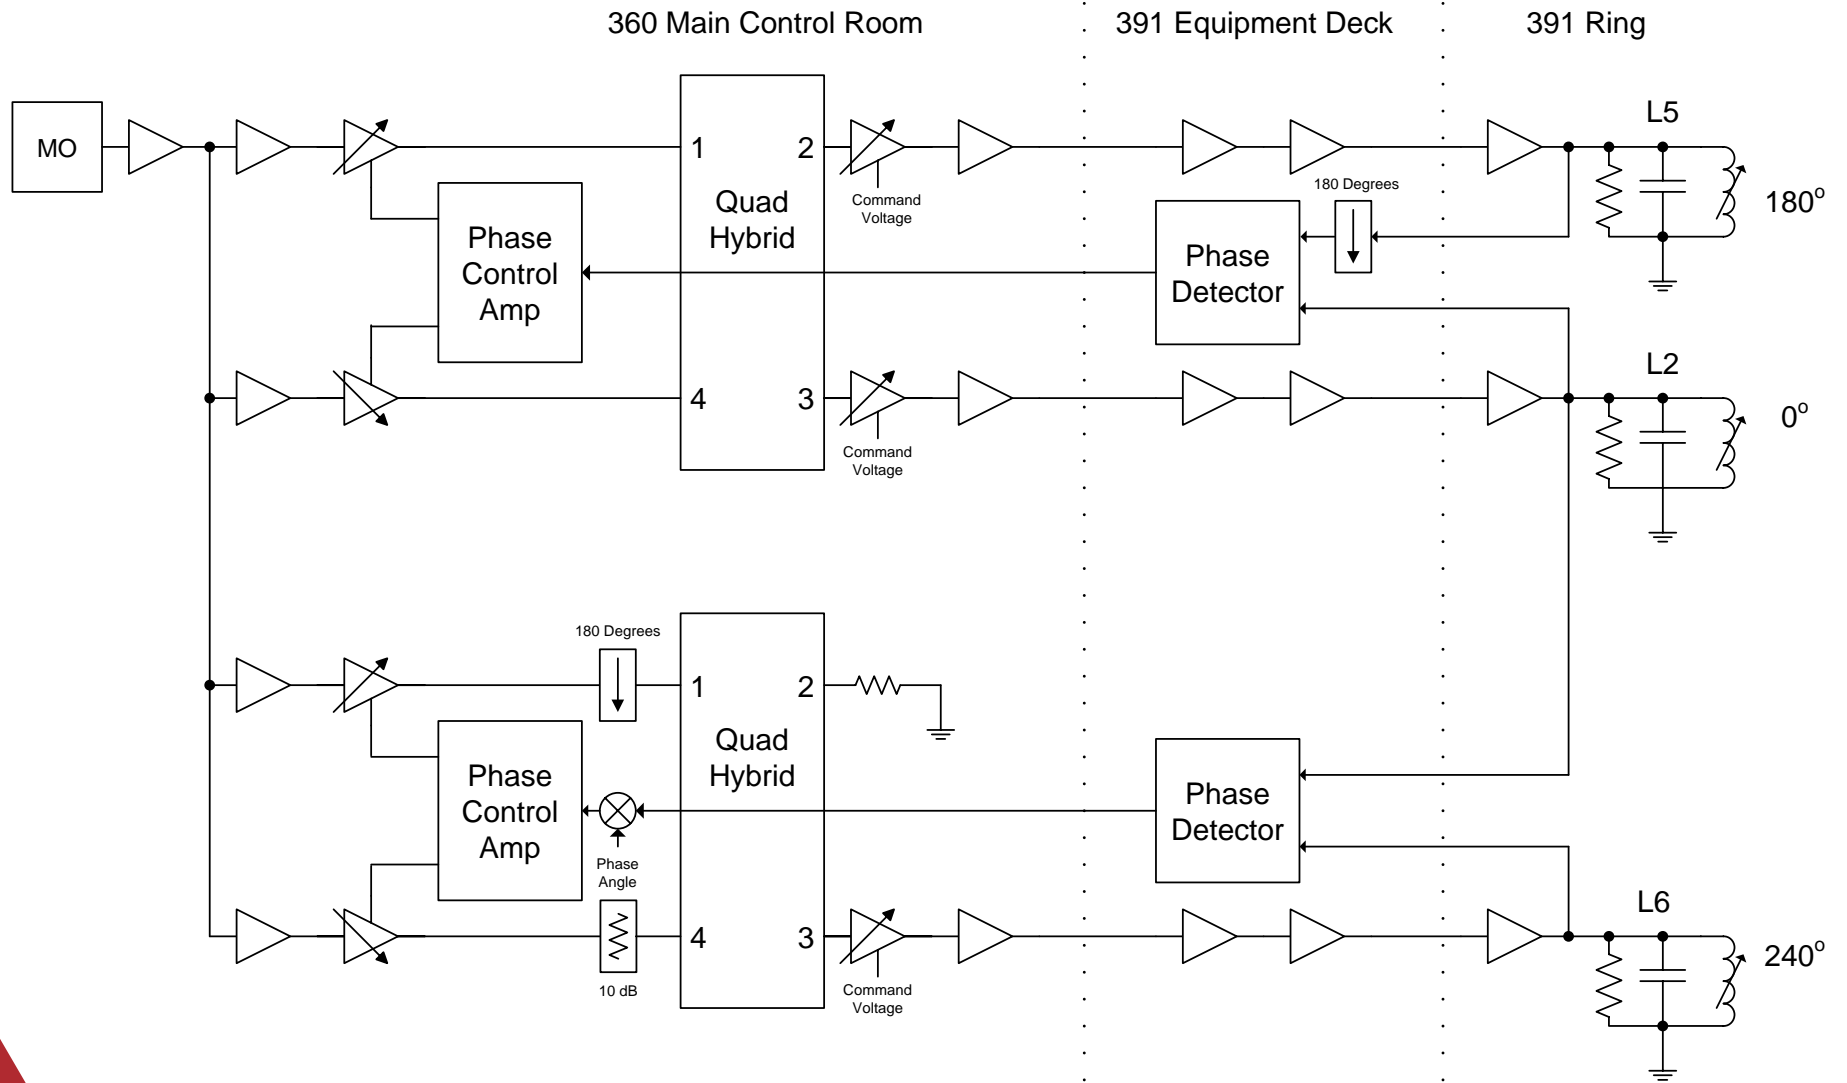 360 Main Control Room
391 Equipment Deck
391 Ring
MO
1
2
Quad
Hybrid
4
3
Phase
Control
Amp
Command
Voltage
Command
Voltage
180 Degrees
Phase
Detector
L5
180°
L2
0°
180 Degrees
1
2
Quad
Hybrid
4
3
Phase
Control
Amp
Phase
Angle
10 dB
Command
Voltage
Phase
Detector
L6
240°